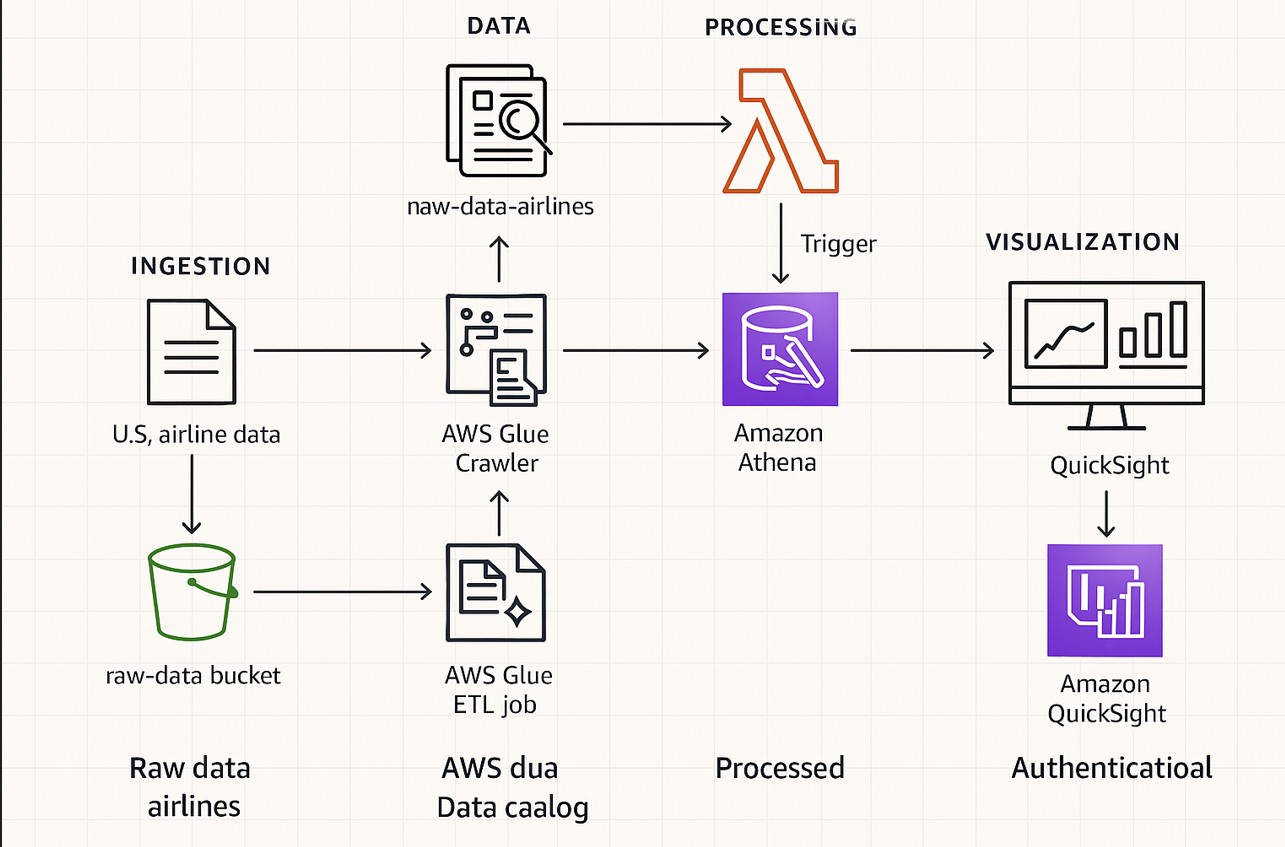 DATA
PROCESSING
naw-data-airlines
Trigger
INGESTION
VISUALIZATION
U.S, airline data
AWS Glue
Crawler
Amazon
Athena
QuickSight
raw-data bucket
AWS Glue
ETL job
Amazon
QuickSight
Raw data
airlines
AWS dua
Data caalog
Processed
Authenticatioal